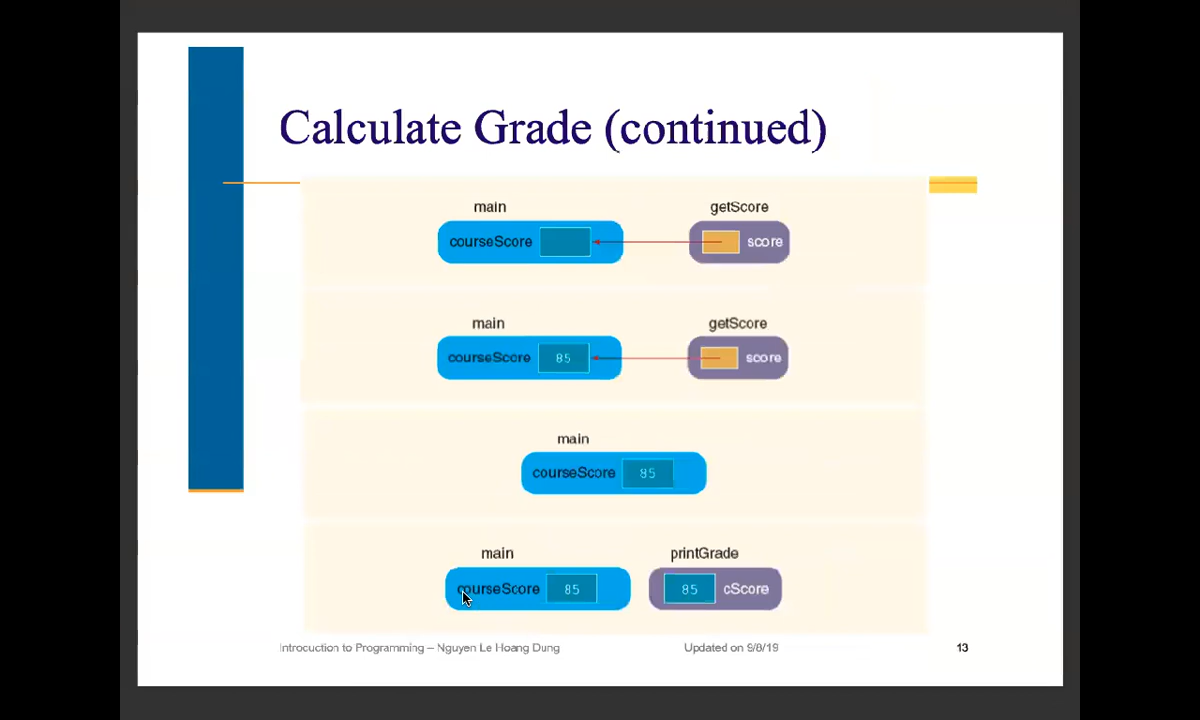 Calculate Grade (continued)
main getScore
courseScore score
main getScore
courseScore 85 score
main
courseScore 85
main printGrade
courseScore 85 85 cScore
Introduction to Programming – Nguyen Le Hoang Dung Updated on 9/8/19 13